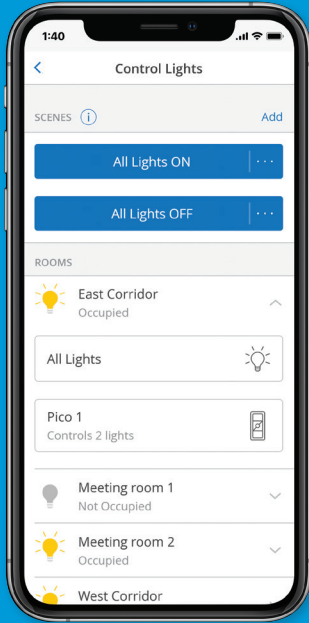 1:40
Control Lights
SCENES i Add
All Lights ON ...
All Lights OFF ...
ROOMS
East Corridor
Occupied
All Lights
Pico 1
Controls 2 lights
Meeting room 1
Not Occupied
Meeting room 2
Occupied
West Corridor